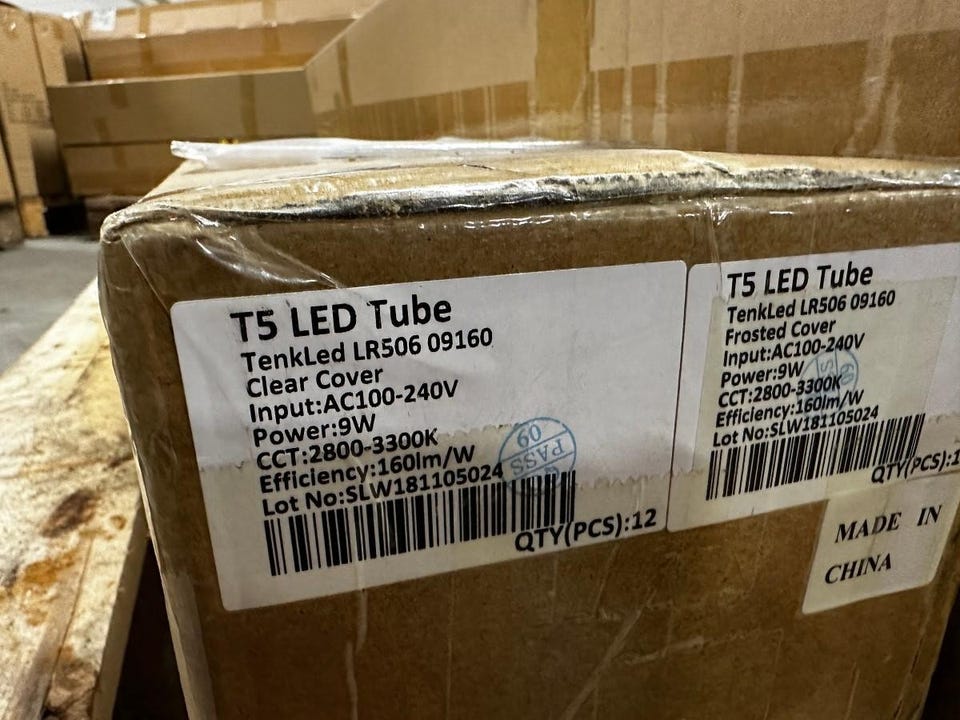 T5 LED Tube
TenkLed LR506 09160
Clear Cover
Input:AC100-240V
Power:9W
CCT:2800-3300K
Efficiency:160lm/W
Lot No:SLW181105024
QTY(PCS):12
PASS
09
T5 LED Tube
TenkLed LR506 09160
Frosted Cover
Input:AC100-240V
Power:9W
CCT:2800-3300K
Efficiency:160lm/W
Lot No:SLW181105024
QTY(PCS):1
MADE IN
CHINA